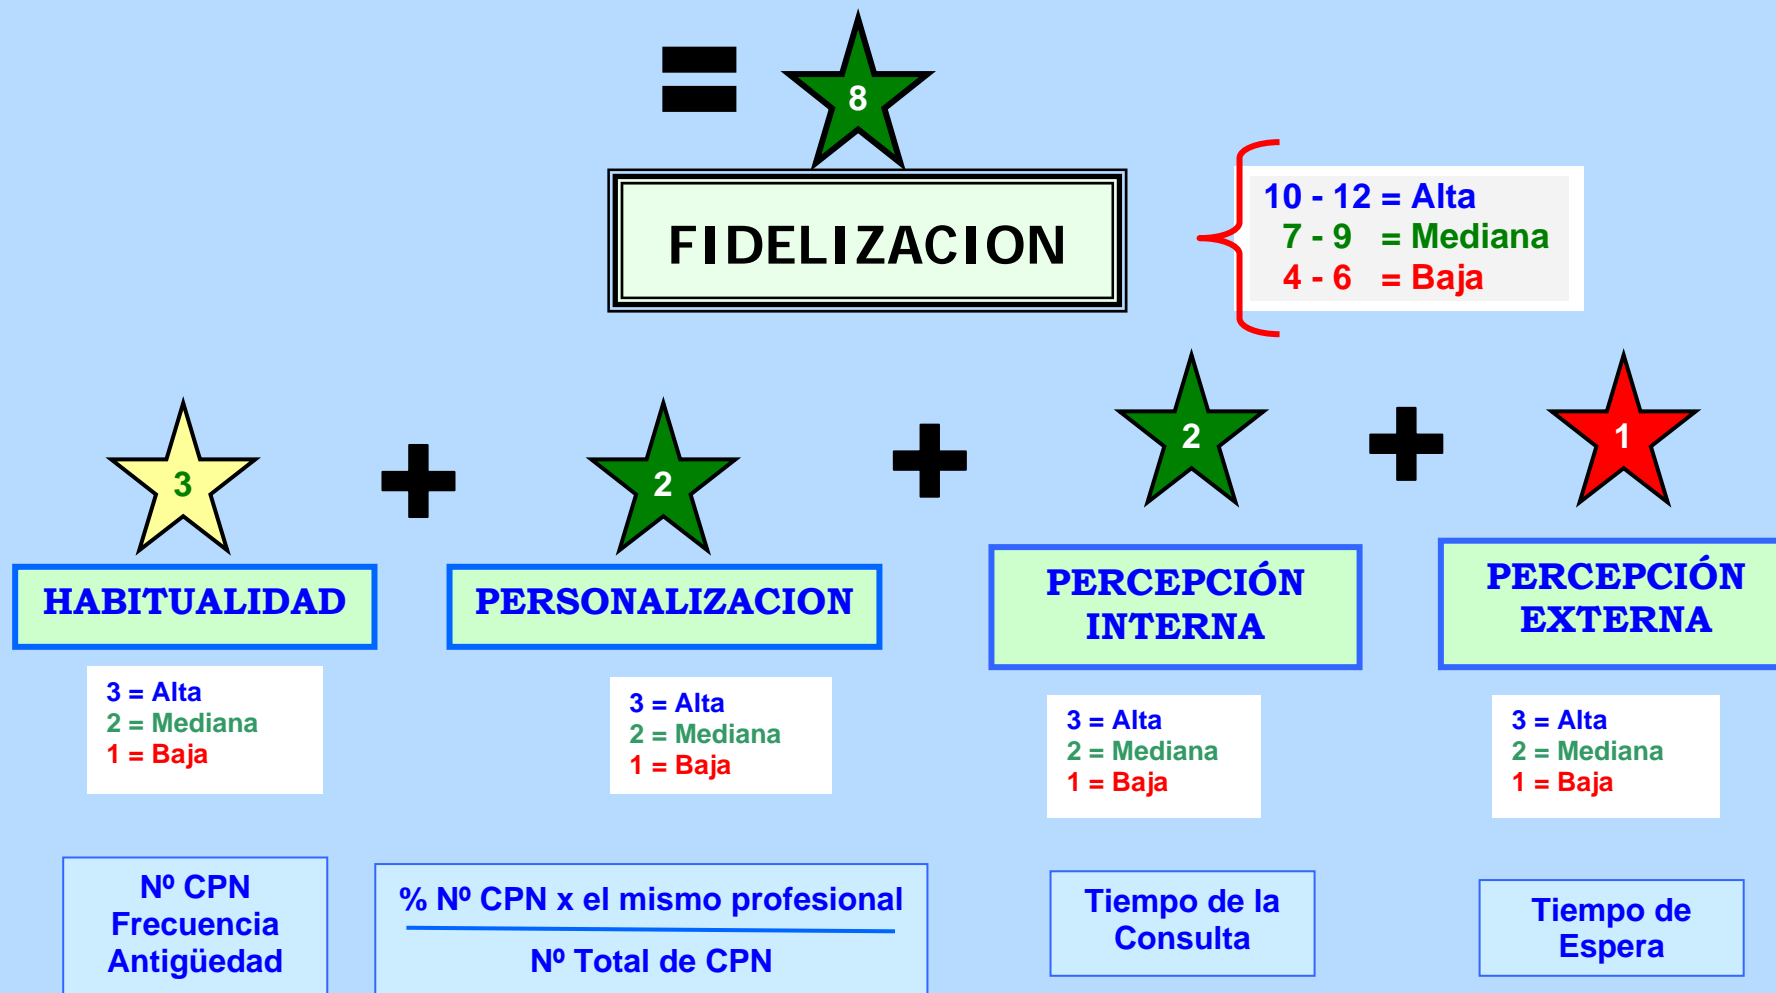 =
8
FIDELIZACION
10 - 12 = Alta
7 - 9 = Mediana
4 - 6 = Baja
3
+
2
+
2
+
1
HABITUALIDAD
PERSONALIZACION
PERCEPCIÓN
INTERNA
PERCEPCIÓN
EXTERNA
3 = Alta
2 = Mediana
1 = Baja
3 = Alta
2 = Mediana
1 = Baja
3 = Alta
2 = Mediana
1 = Baja
3 = Alta
2 = Mediana
1 = Baja
Nº CPN
Frecuencia
Antigüedad
% Nº CPN x el mismo profesional
Nº Total de CPN
Tiempo de la
Consulta
Tiempo de
Espera